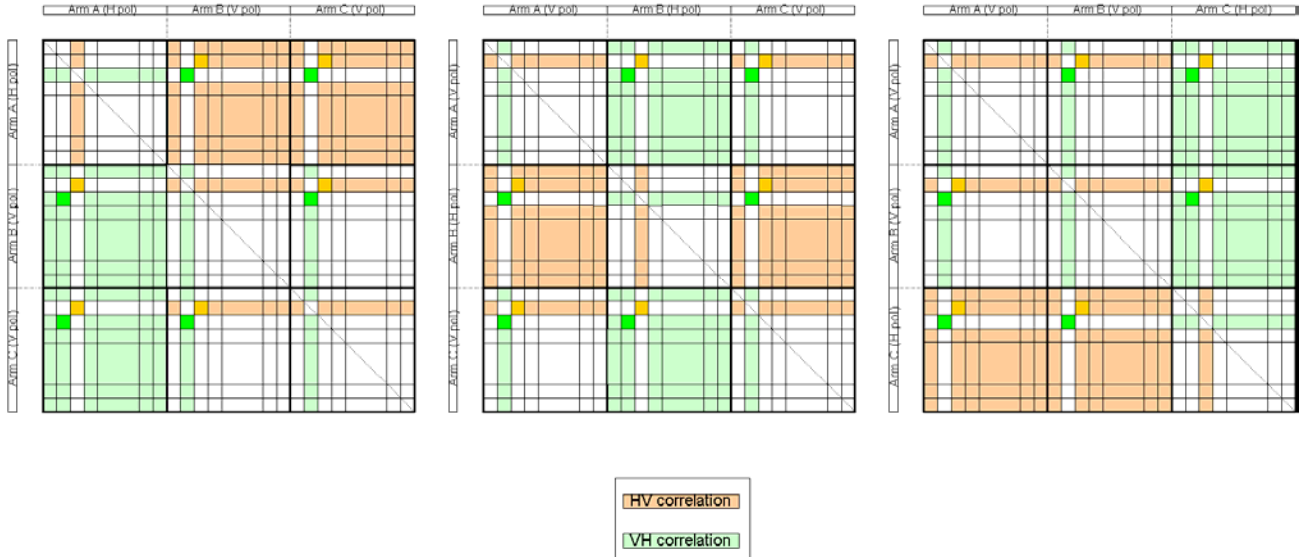 Arm A (H pol) Arm B (V pol) Arm C (V pol)
Arm A (H pol)
Arm B (V pol)
Arm C (V pol)
Arm A (V pol) Arm B (H pol) Arm C (V pol)
Arm A (V pol)
Arm H (H pol)
Arm C (V pol)
Arm A (V pol) Arm B (V pol) Arm C (H pol)
Arm A (V pol)
Arm B (V pol)
Arm C (H pol)
HV correlation
VH correlation